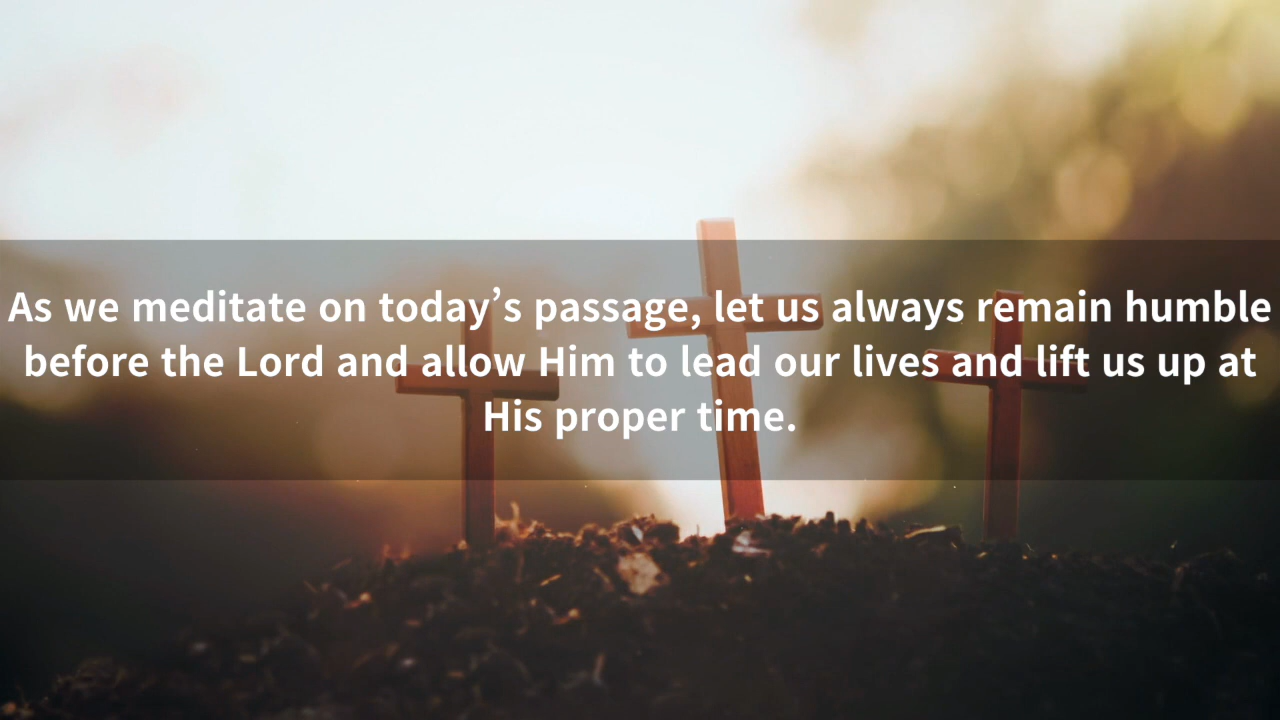 As we meditate on today’s passage, let us always remain humble
before the Lord and allow Him to lead our lives and lift us up at
His proper time.